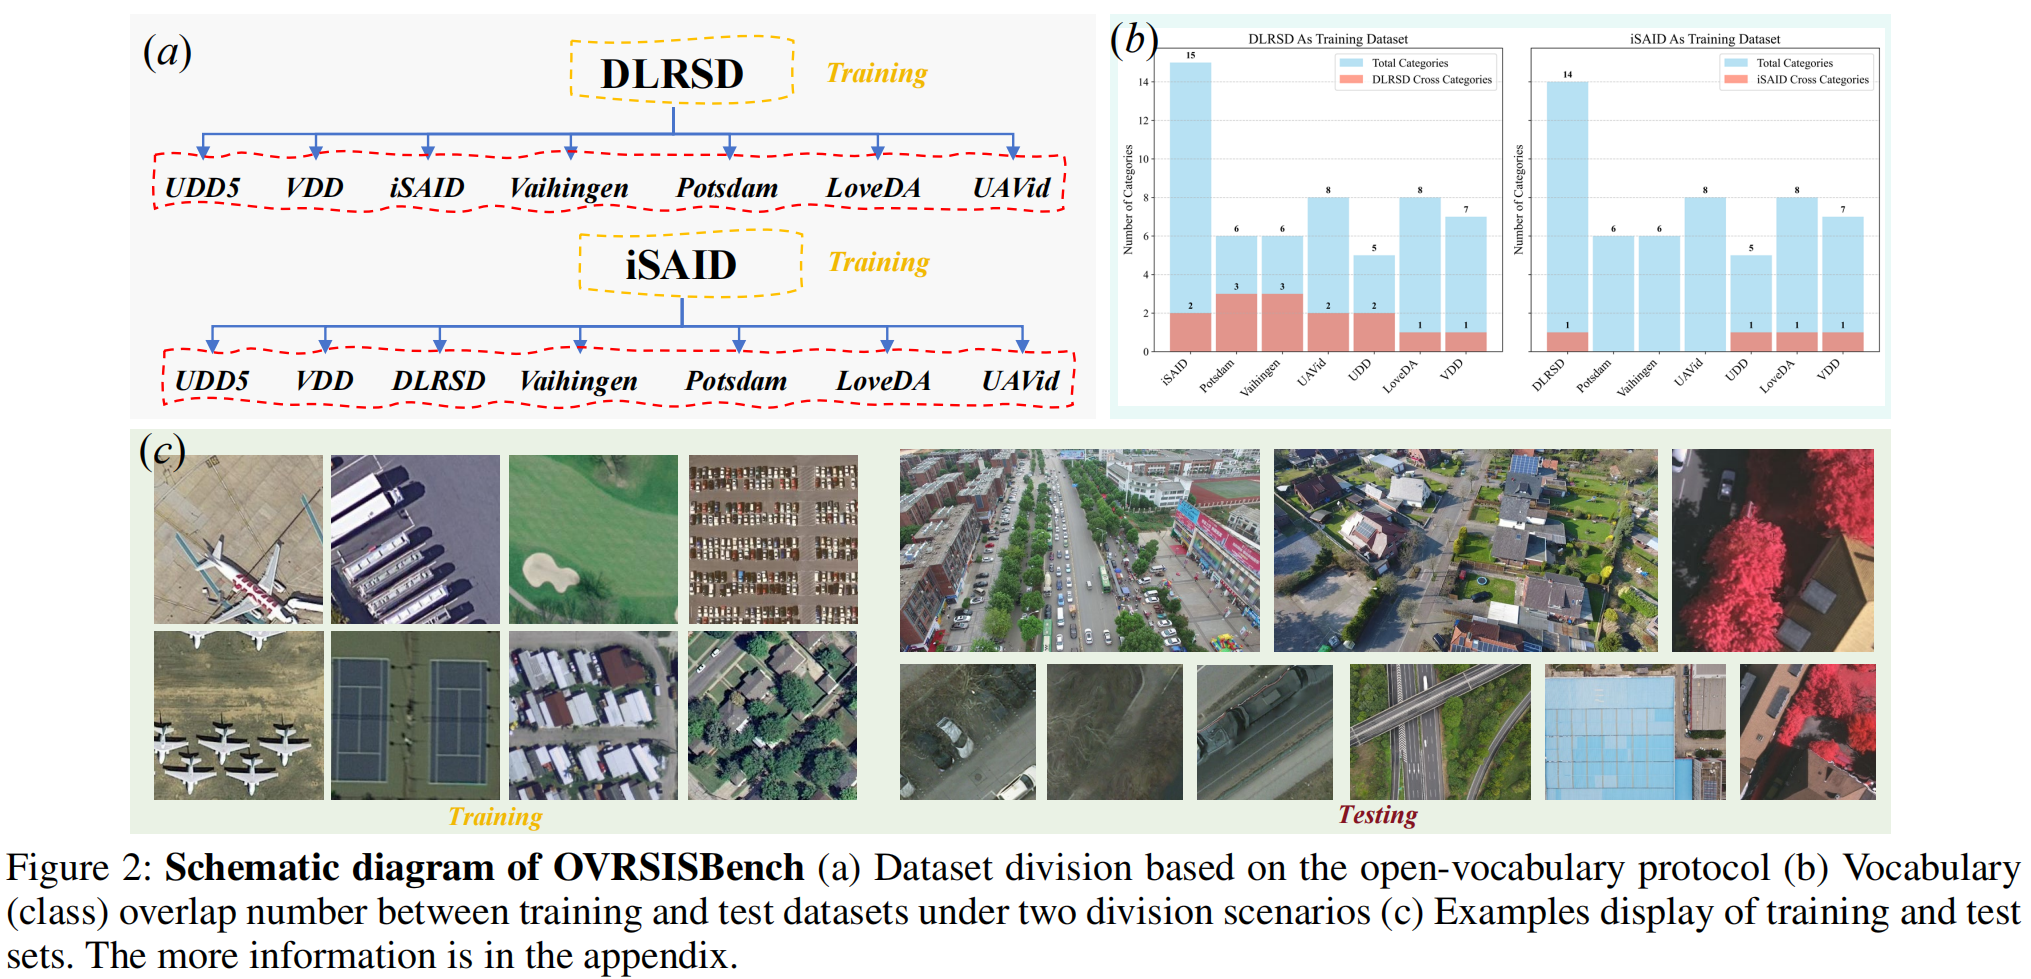 (a)
DLRSD
Training
UDD5 VDD iSAID Vaihingen Potsdam LoveDA UAVid
iSAID
Training
UDD5 VDD DLRSD Vaihingen Potsdam LoveDA UAVid
(b)
DLRSD As Training Dataset
Total Categories
DLRSD Cross Categories
Number of Categories
14
12
10
8
6
4
2
0
15
6
6
8
5
8
7
2
3
3
2
2
1
1
iSAID
Potsdam
Vaihingen
UAVid
UDD
LoveDA
VDD
iSAID As Training Dataset
Total Categories
iSAID Cross Categories
Number of Categories
14
6
6
8
5
8
7
1
1
1
1
DLRSD
Potsdam
Vaihingen
UAVid
UDD
LoveDA
VDD
(c)
Training
Testing
Figure 2: Schematic diagram of OVRSISBench (a) Dataset division based on the open-vocabulary protocol (b) Vocabulary
(class) overlap number between training and test datasets under two division scenarios (c) Examples display of training and test
sets. The more information is in the appendix.